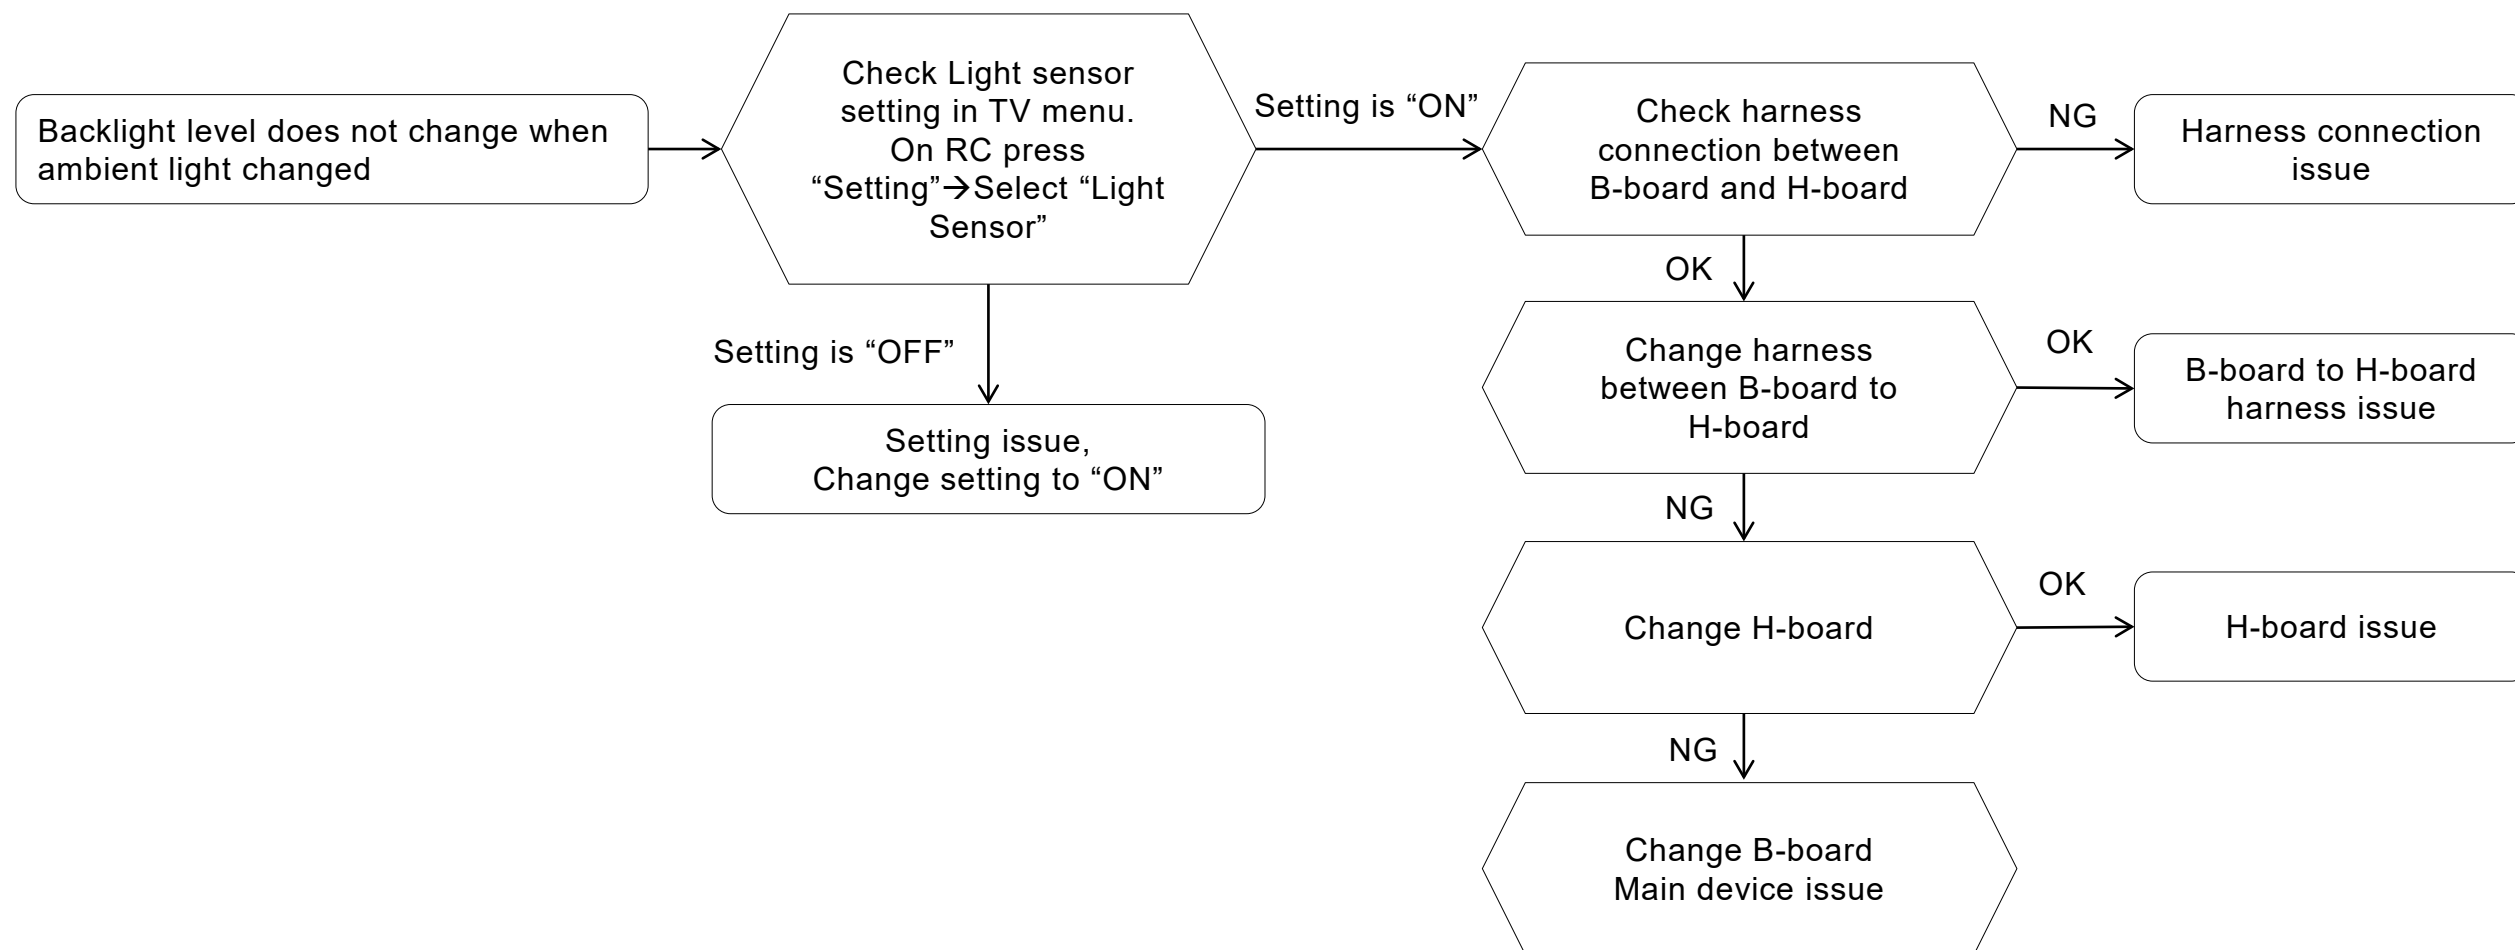 Backlight level does not change when
ambient light changed
Check Light sensor
setting in TV menu.
On RC press
“Setting”→Select “Light
Sensor”
Setting is “ON”
Check harness
connection between
B-board and H-board
NG
Harness connection
issue
OK
Setting is “OFF”
Setting issue,
Change setting to “ON”
Change harness
between B-board to
H-board
OK
B-board to H-board
harness issue
NG
Change H-board
OK
H-board issue
NG
Change B-board
Main device issue